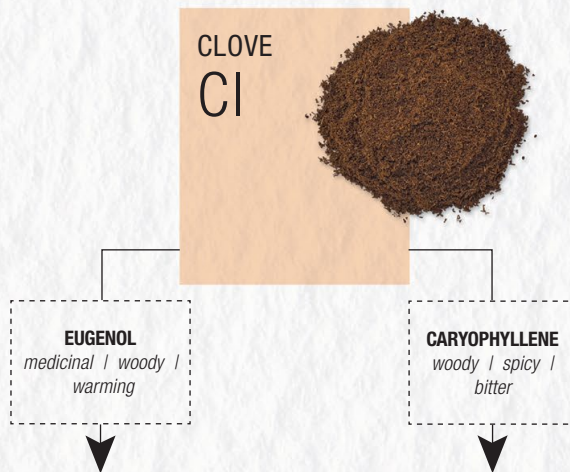 CLOVE
Cl
EUGENOL
medicinal | woody |
warming
CARYOPHYLLENE
woody | spicy |
bitter